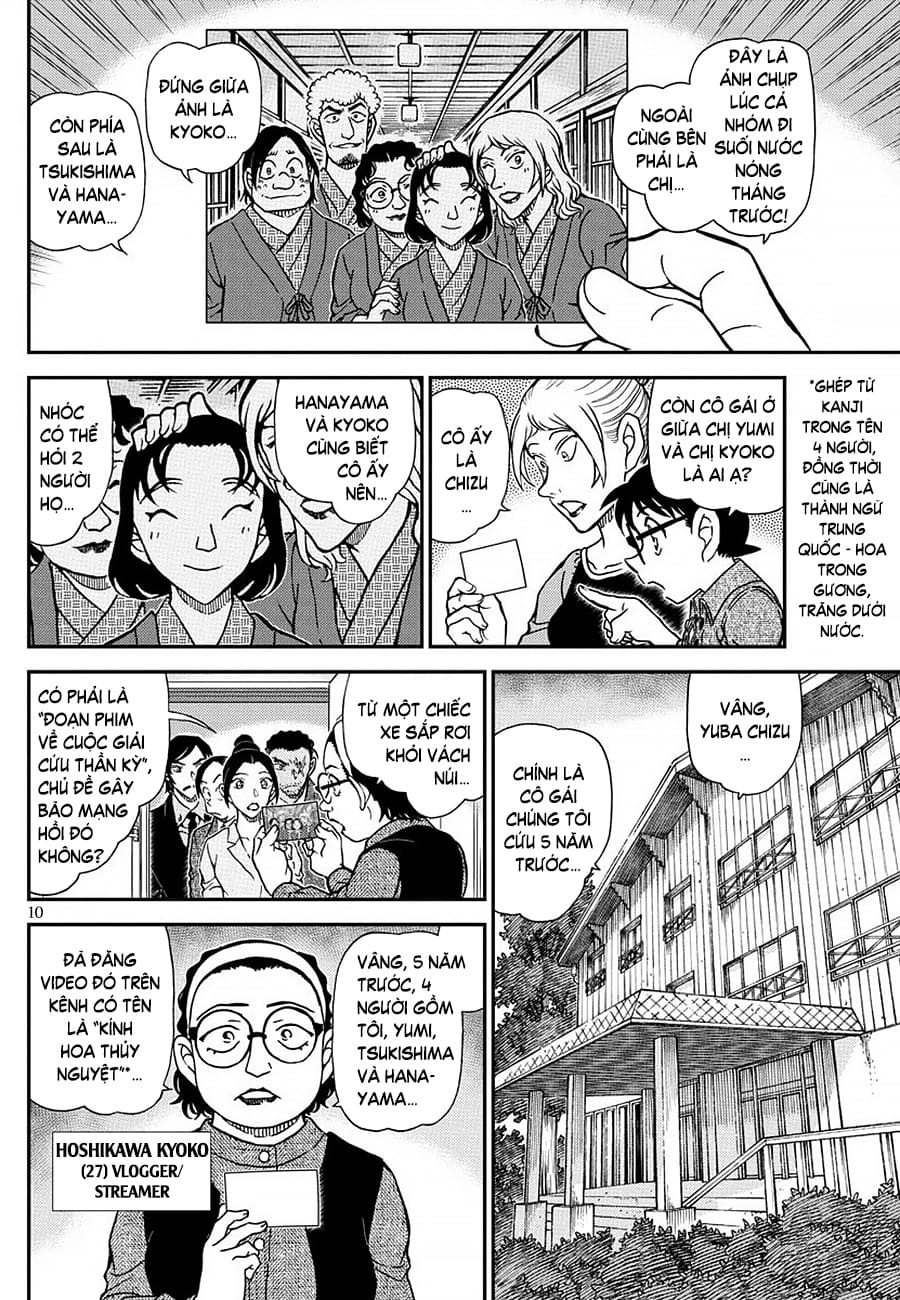 ĐÂY LÀ
ẢNH CHỤP
LÚC CẢ
NHÓM ĐI
SUỐI NƯỚC
NÓNG
THÁNG
TRƯỚC!
NGOÀI
CÙNG BÊN
PHẢI LÀ
CHỊ...
ĐỨNG GIỮA
ẢNH LÀ
KYOKO...
CÒN PHÍA
SAU LÀ
TSUKISHIMA
VÀ HANA-
YAMA...
*GHÉP TỪ
KANJI
TRONG TÊN
4 NGƯỜI,
ĐỒNG THỜI
CŨNG LÀ
THÀNH NGỮ
TRUNG
QUỐC - HOA
TRONG
GƯƠNG,
TRĂNG DƯỚI
NƯỚC.
CÒN CÔ GÁI Ở
GIỮA CHỊ YUMI
VÀ CHỊ KYOKO
LÀ AI Ạ?
CÔ ẤY
LÀ
CHIZU...
HANAYAMA
VÀ KYOKO
CŨNG BIẾT
CÔ ẤY
NÊN...
NHÓC
CÓ THỂ
HỎI 2
NGƯỜI
HỌ...
VÂNG,
YUBA CHIZU
...
CHÍNH LÀ
CÔ GÁI
CHÚNG TÔI
CỨU 5 NĂM
TRƯỚC...
TỪ MỘT CHIẾC
XE SẮP RƠI
KHỎI VÁCH
NÚI...
CÓ PHẢI LÀ
"ĐOẠN PHIM
VỀ CUỘC GIẢI
CỨU THẦN KỲ",
CHỦ ĐỀ GÂY
BÃO MẠNG
HỒI ĐÓ
KHÔNG?
10
VÂNG, 5 NĂM
TRƯỚC, 4
NGƯỜI GỒM
TÔI, YUMI,
TSUKISHIMA
VÀ HANA-
YAMA...
ĐÃ ĐĂNG
VIDEO ĐÓ TRÊN
KÊNH CÓ TÊN
LÀ "KÍNH
HOA THỦY
NGUYỆT"*...
HOSHIKAWA KYOKO
(27) VLOGGER/
STREAMER